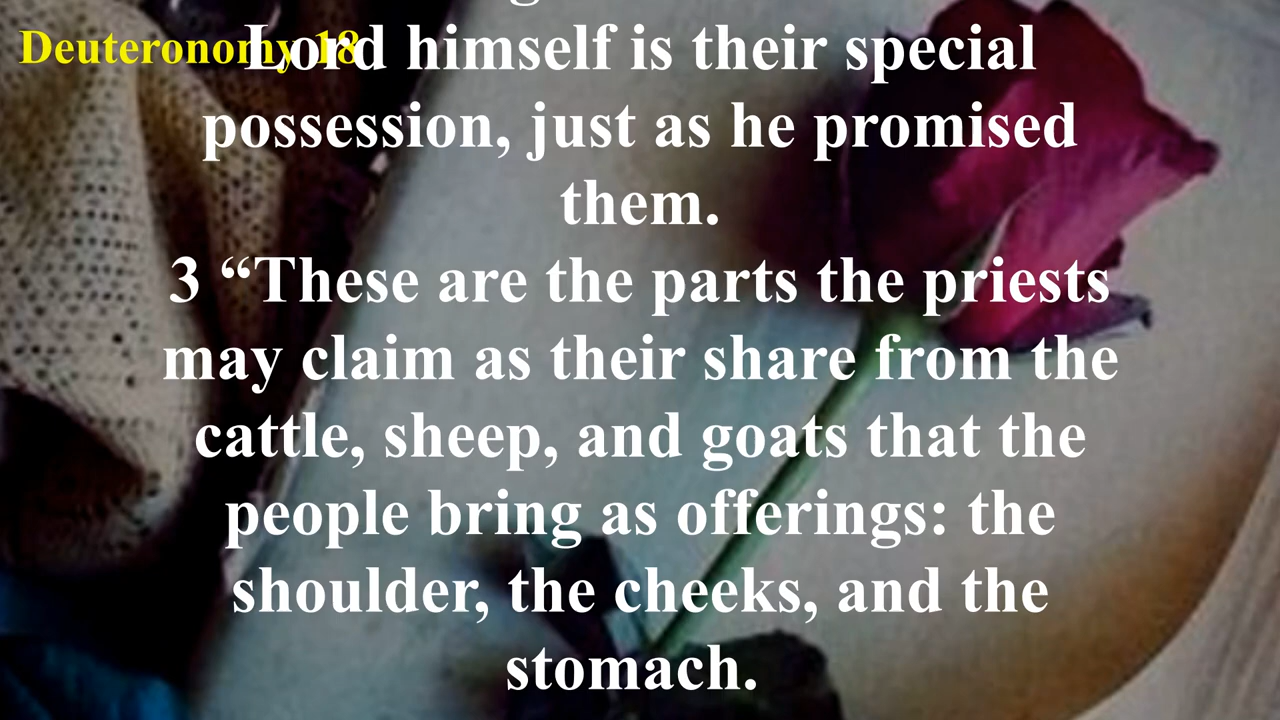 Deuteronomy 18
Lord himself is their special
possession, just as he promised
them.
3 “These are the parts the priests
may claim as their share from the
cattle, sheep, and goats that the
people bring as offerings: the
shoulder, the cheeks, and the
stomach.